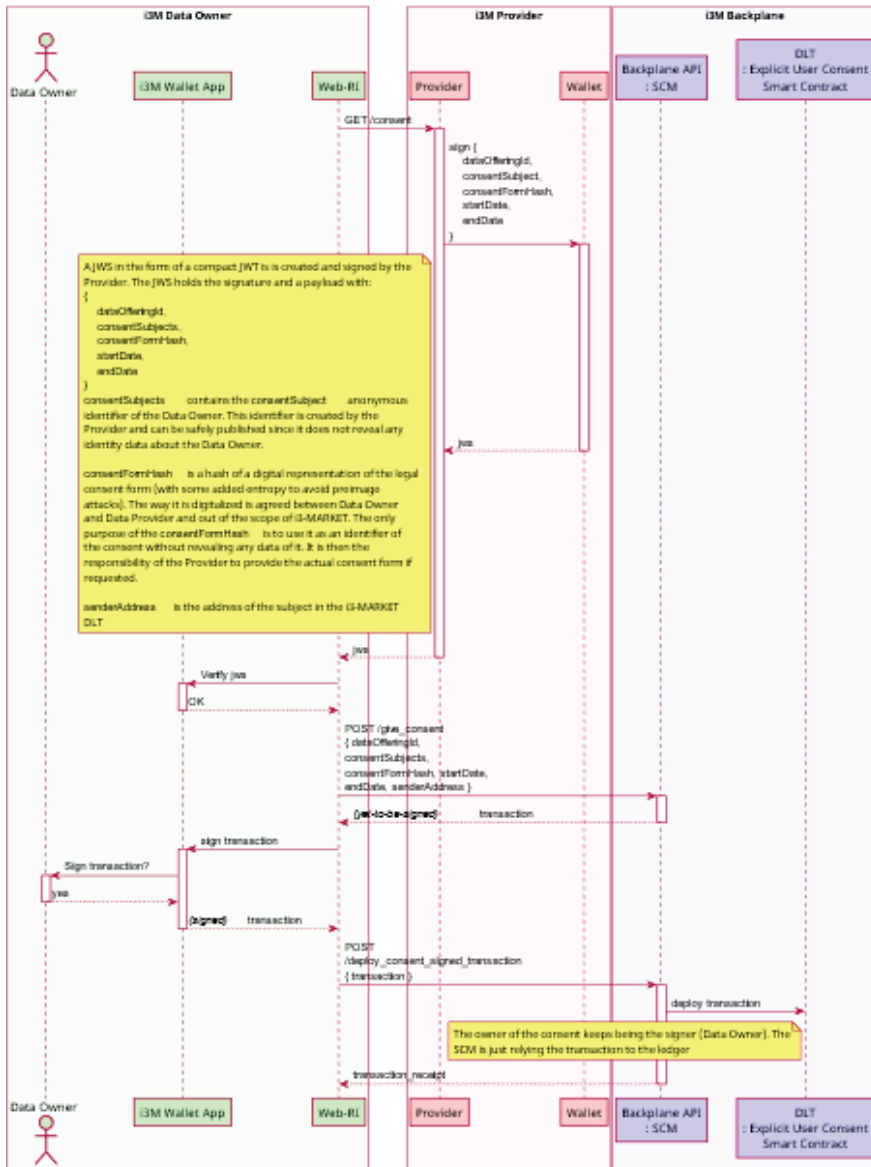 i3M Data Owner
i3M Provider
i3M Backplane
Data Owner
i3M Wallet App
Web-RI
Provider
Wallet
Backplane API
: SCM
DLT
: Explicit User Consent
Smart Contract
GET /consent
sign {
dataOfferingId,
consentSubject,
consentFormHash,
startDate,
endDate
}
A JWS in the form of a compact JWT is is created and signed by the
Provider. The JWS holds the signature and a payload with:
{
dataOfferingId,
consentSubjects,
consentFormHash,
startDate,
endDate
}
consentSubjects contains the consentSubject anonymous
identifier of the Data Owner. This identifier is created by the
Provider and can be safely published since it does not reveal any
identity data about the Data Owner.
consentFormHash is a hash of a digital representation of the legal
consent form (with some added entropy to avoid preimage
attacks). The way it is digitalized is agreed between Data Owner
and Data Provider and out of the scope of i3-MARKET. The only
purpose of the consentFormHash is to use it as an identifier of
the consent without revealing any data of it. It is then the
responsibility of the Provider to provide the actual consent form if
requested.
senderAddress is the address of the subject in the i3-MARKET
DLT
jws
jws
Verify jws
OK
POST /give_consent
{ dataOfferingId,
consentSubjects,
consentFormHash, startDate,
endDate, senderAddress }
(yet-to-be-signed) transaction
sign transaction
Sign transaction?
yes
(signed) transaction
POST
/deploy_consent_signed_transaction
{ transaction }
deploy transaction
The owner of the consent keeps being the signer (Data Owner). The
SCM is just relying the transaction to the ledger
transaction_receipt
Data Owner
i3M Wallet App
Web-RI
Provider
Wallet
Backplane API
: SCM
DLT
: Explicit User Consent
Smart Contract